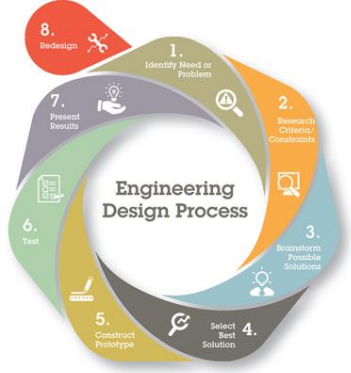 8.
Redesign
1.
Identify Need or
Problem
2.
Research
Criteria/
Constraints
3.
Brainstorm
Possible
Solutions
Select 4.
Best
Solution
5.
Construct
Prototype
6.
Test
7.
Present
Results
Engineering
Design Process